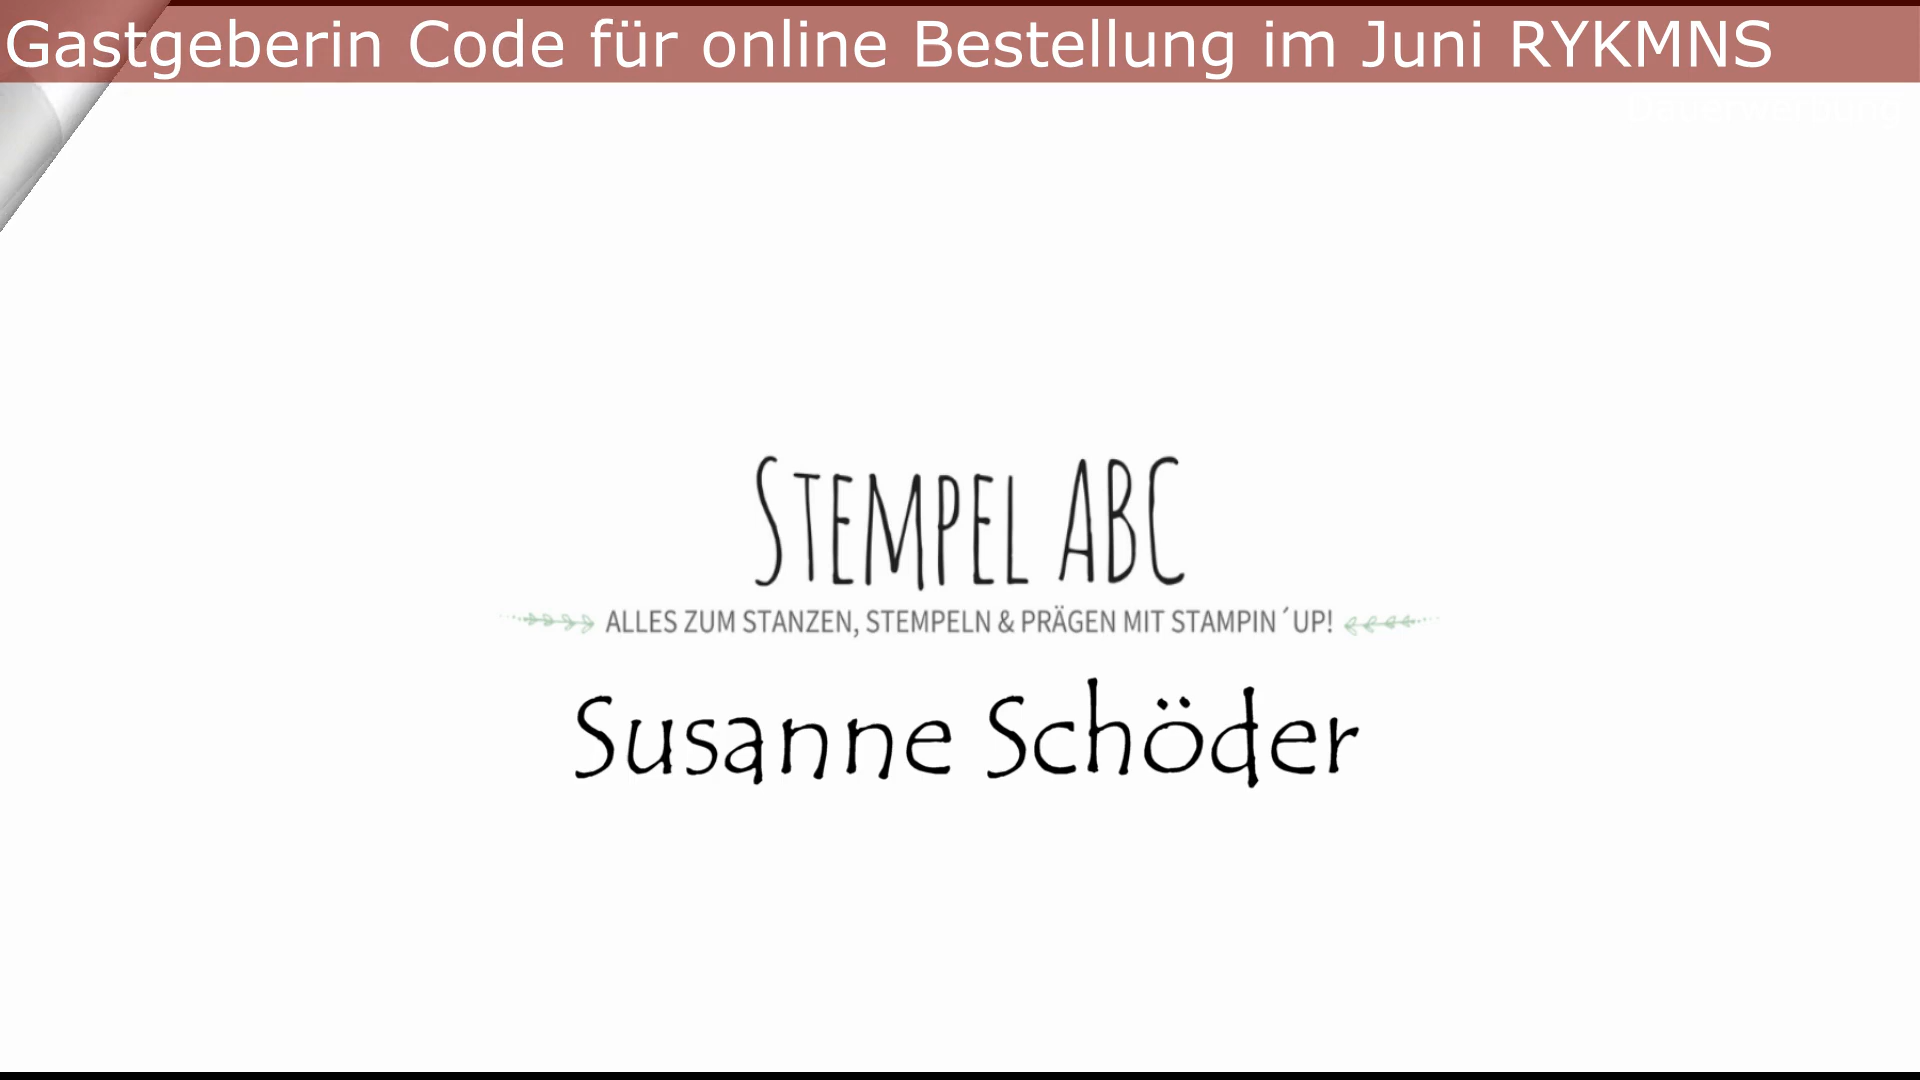 Gastgeberin Code für online Bestellung im Juni RYKMNS
Dauerwerbung
STEMPEL ABC
ALLES ZUM STANZEN, STEMPELN & PRÄGEN MIT STAMPIN´UP!
Susanne Schöder